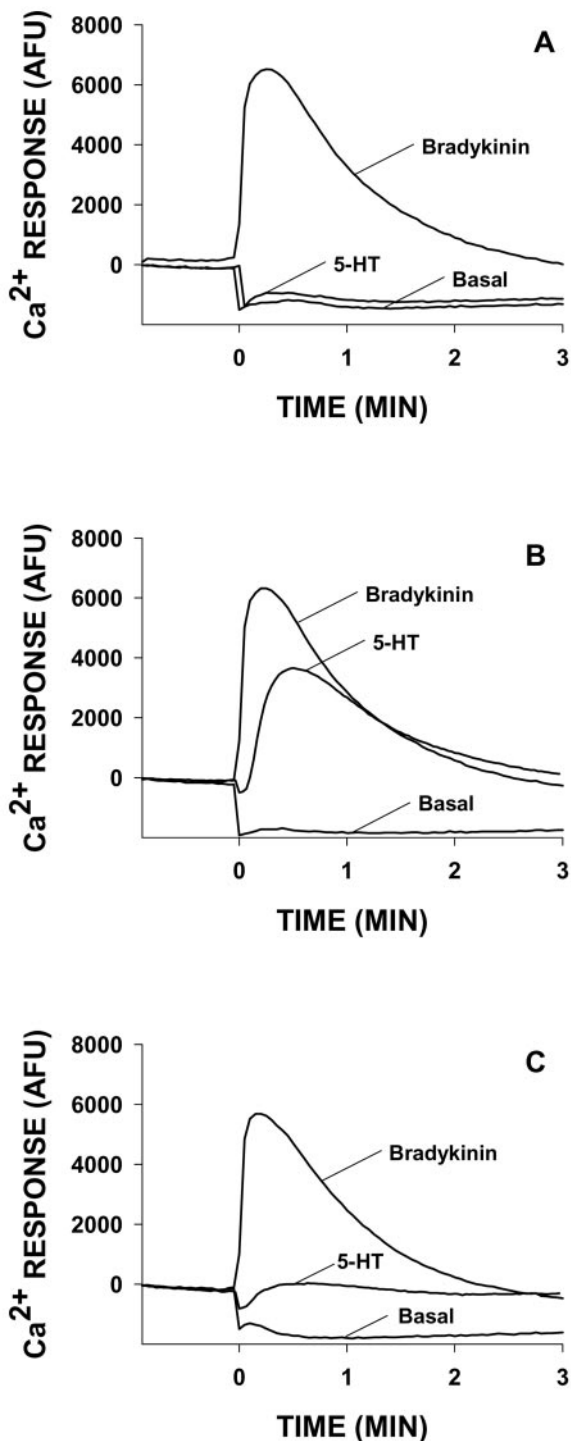 A
8000
6000
4000
2000
0
Ca2+ RESPONSE (AFU)
Bradykinin
5-HT
Basal
0 1 2 3
TIME (MIN)
B
8000
6000
4000
2000
0
Ca2+ RESPONSE (AFU)
Bradykinin
5-HT
Basal
0 1 2 3
TIME (MIN)
C
8000
6000
4000
2000
0
Ca2+ RESPONSE (AFU)
Bradykinin
5-HT
Basal
0 1 2 3
TIME (MIN)